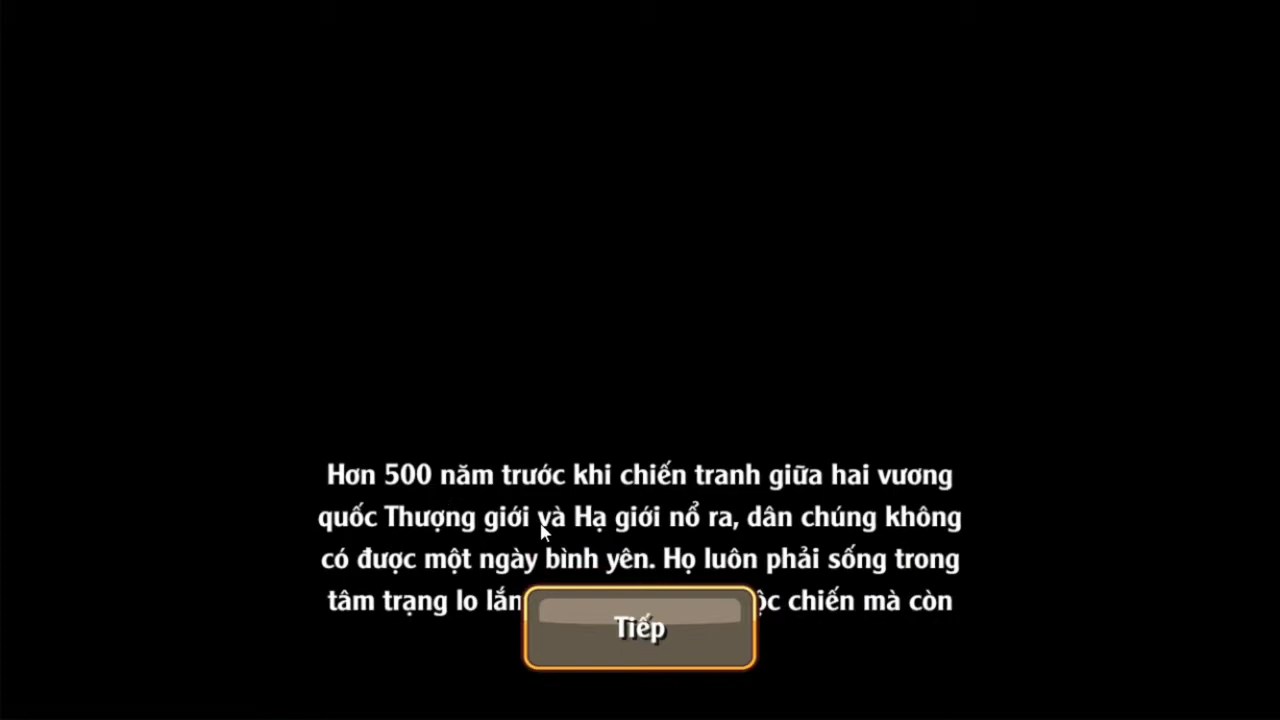 Hơn 500 năm trước khi chiến tranh giữa hai vương
quốc Thượng giới và Hạ giới nổ ra, dân chúng không
có được một ngày bình yên. Họ luôn phải sống trong
tâm trạng lo chiến mà còn
Tiếp